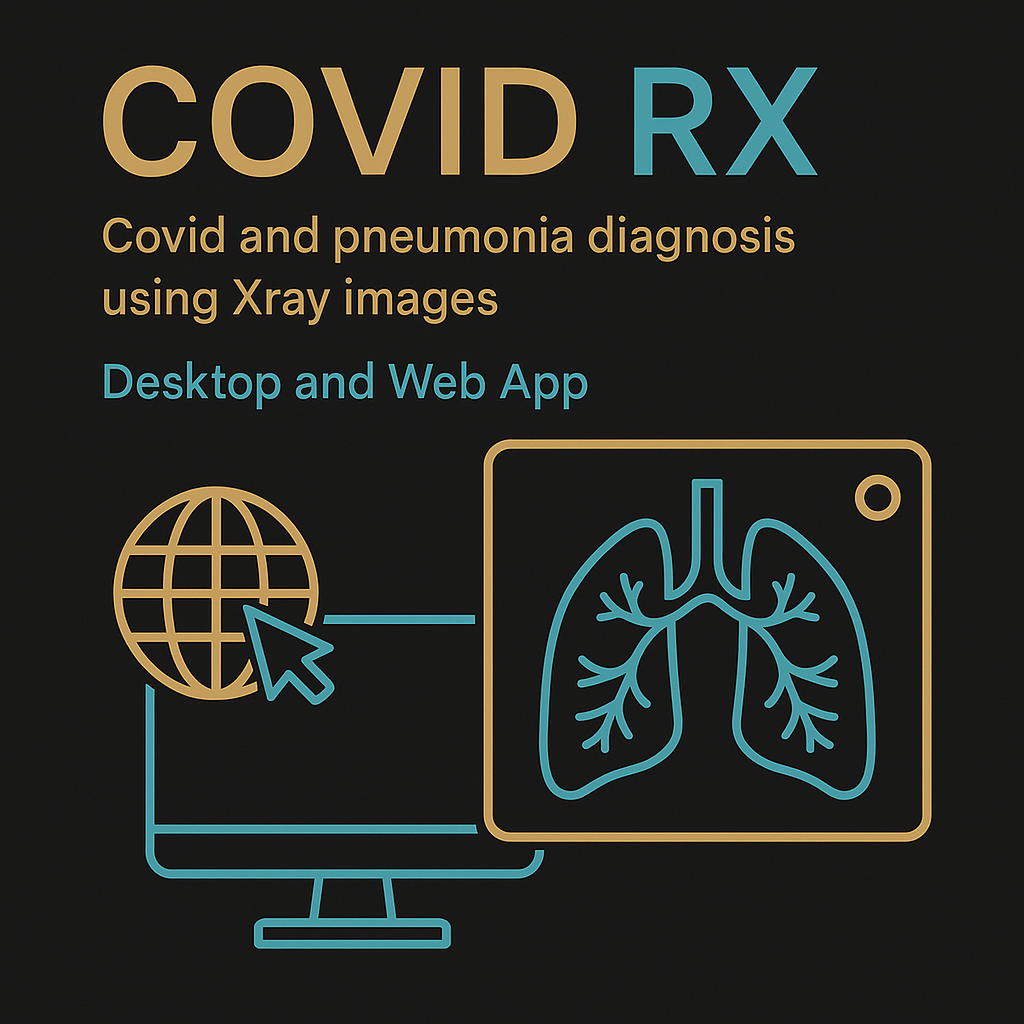 COVID RX
Covid and pneumonia diagnosis
using Xray images
Desktop and Web App